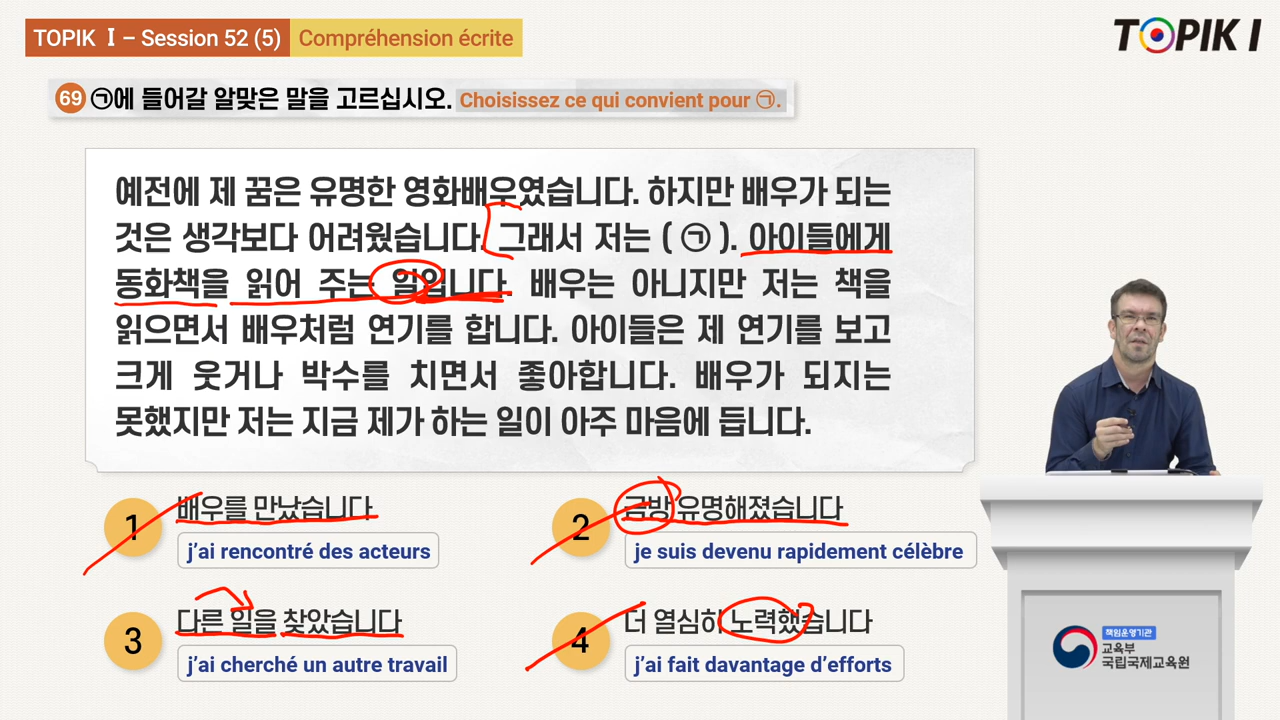 TOPIK Ⅰ – Session 52 (5) Compréhension écrite
TOPIK I
69 ㉠에 들어갈 알맞은 말을 고르십시오. Choisissez ce qui convient pour ㉠.
예전에 제 꿈은 유명한 영화배우였습니다. 하지만 배우가 되는
것은 생각보다 어려웠습니다. 그래서 저는 ( ㉠ ). 아이들에게
동화책을 읽어 주는 일입니다. 배우는 아니지만 저는 책을
읽으면서 배우처럼 연기를 합니다. 아이들은 제 연기를 보고
크게 웃거나 박수를 치면서 좋아합니다. 배우가 되지는
못했지만 저는 지금 제가 하는 일이 아주 마음에 듭니다.
1 배우를 만났습니다
j’ai rencontré des acteurs
2 금방 유명해졌습니다
je suis devenu rapidement célèbre
3 다른 일을 찾았습니다
j’ai cherché un autre travail
4 더 열심히 노력했습니다
j’ai fait davantage d’efforts
책임운영기관
교육부
국립국제교육원